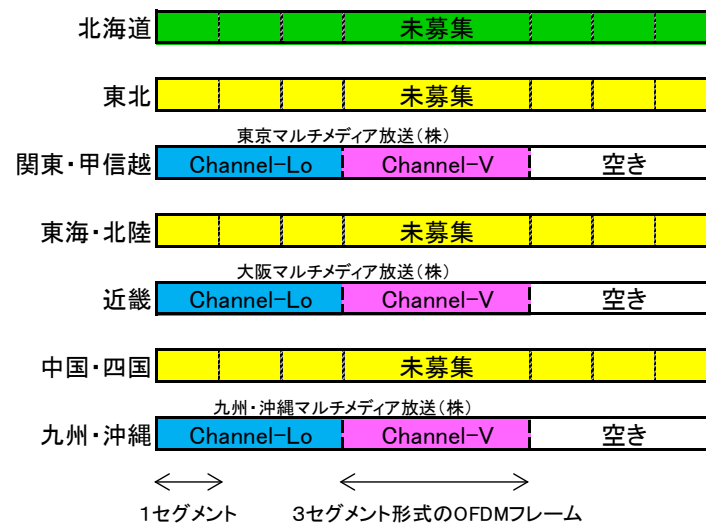 北海道 未募集
東北 未募集
東京マルチメディア放送(株)
関東・甲信越 Channel-Lo Channel-V 空き
東海・北陸 未募集
大阪マルチメディア放送(株)
近畿 Channel-Lo Channel-V 空き
中国・四国 未募集
九州・沖縄マルチメディア放送(株)
九州・沖縄 Channel-Lo Channel-V 空き
1セグメント 3セグメント形式のOFDMフレーム